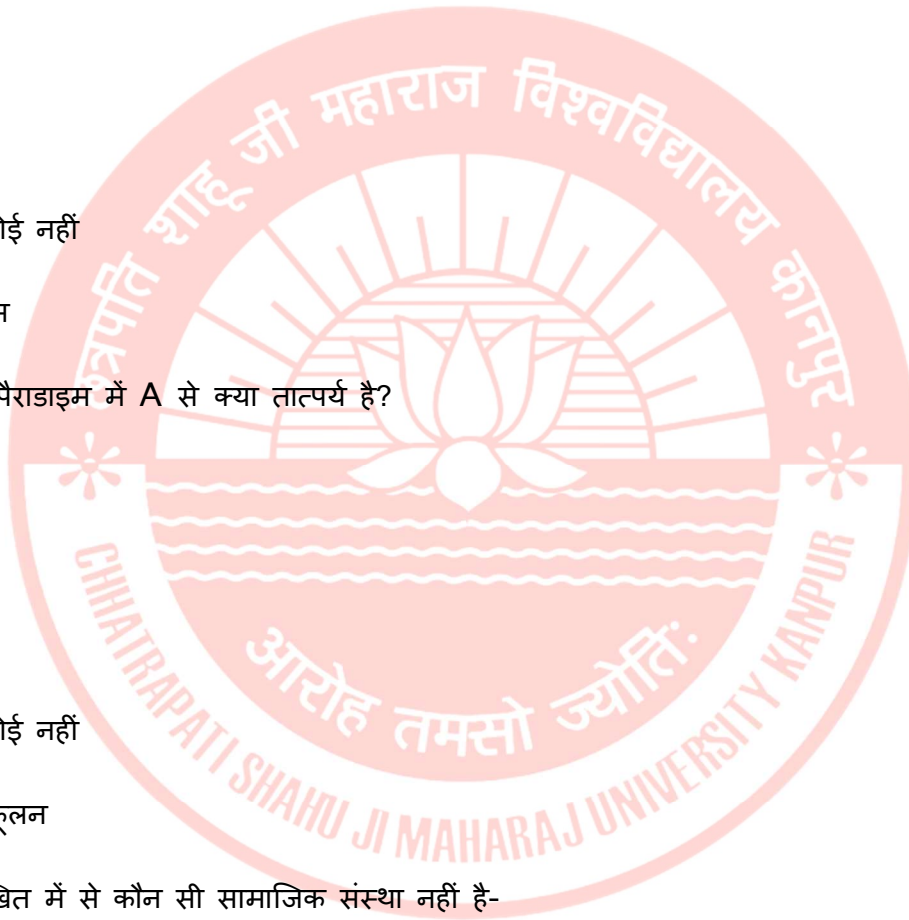 छत्रपति शाहू जी महाराज विश्वविद्यालय कानपुर
ोई नहीं
पैराडाइम में A से क्या तात्पर्य है?
आरोह तमसो ज्योतिः
ोई नहीं
कूलन
CHHATRAPATI SHAHU JI MAHARAJ UNIVERSITY KANPUR
खित में से कौन सी सामाजिक संस्था नहीं है-